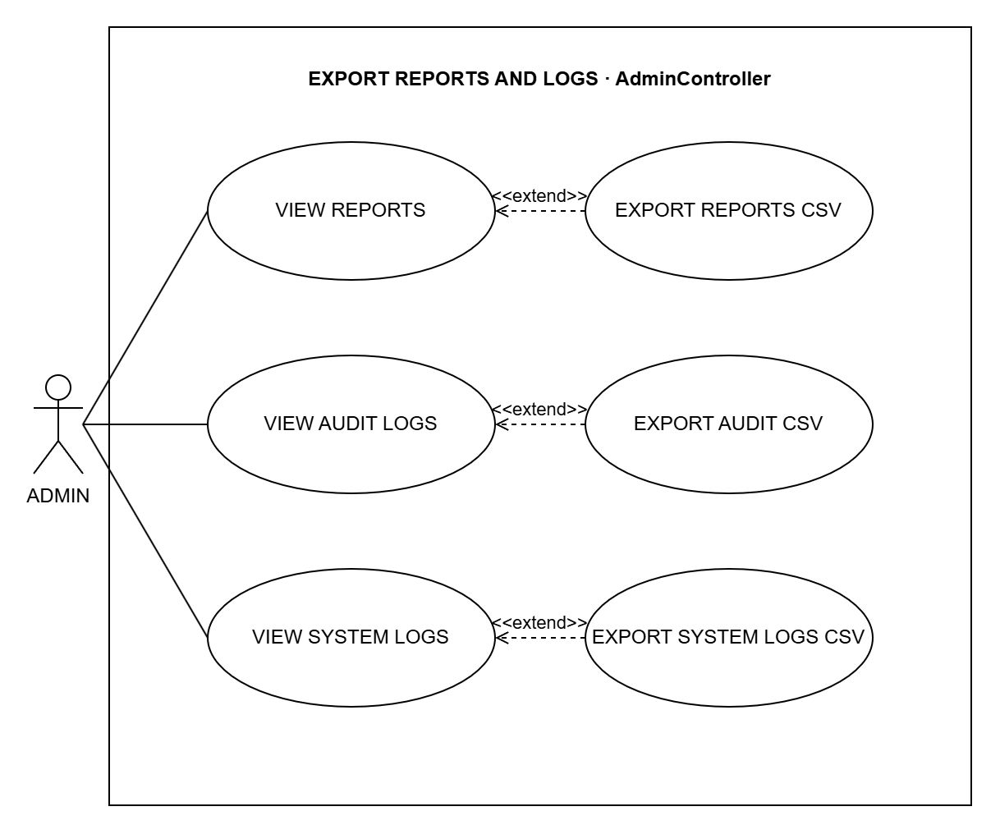 EXPORT REPORTS AND LOGS · AdminController
VIEW REPORTS
<<extend>>
EXPORT REPORTS CSV
VIEW AUDIT LOGS
<<extend>>
EXPORT AUDIT CSV
ADMIN
VIEW SYSTEM LOGS
<<extend>>
EXPORT SYSTEM LOGS CSV